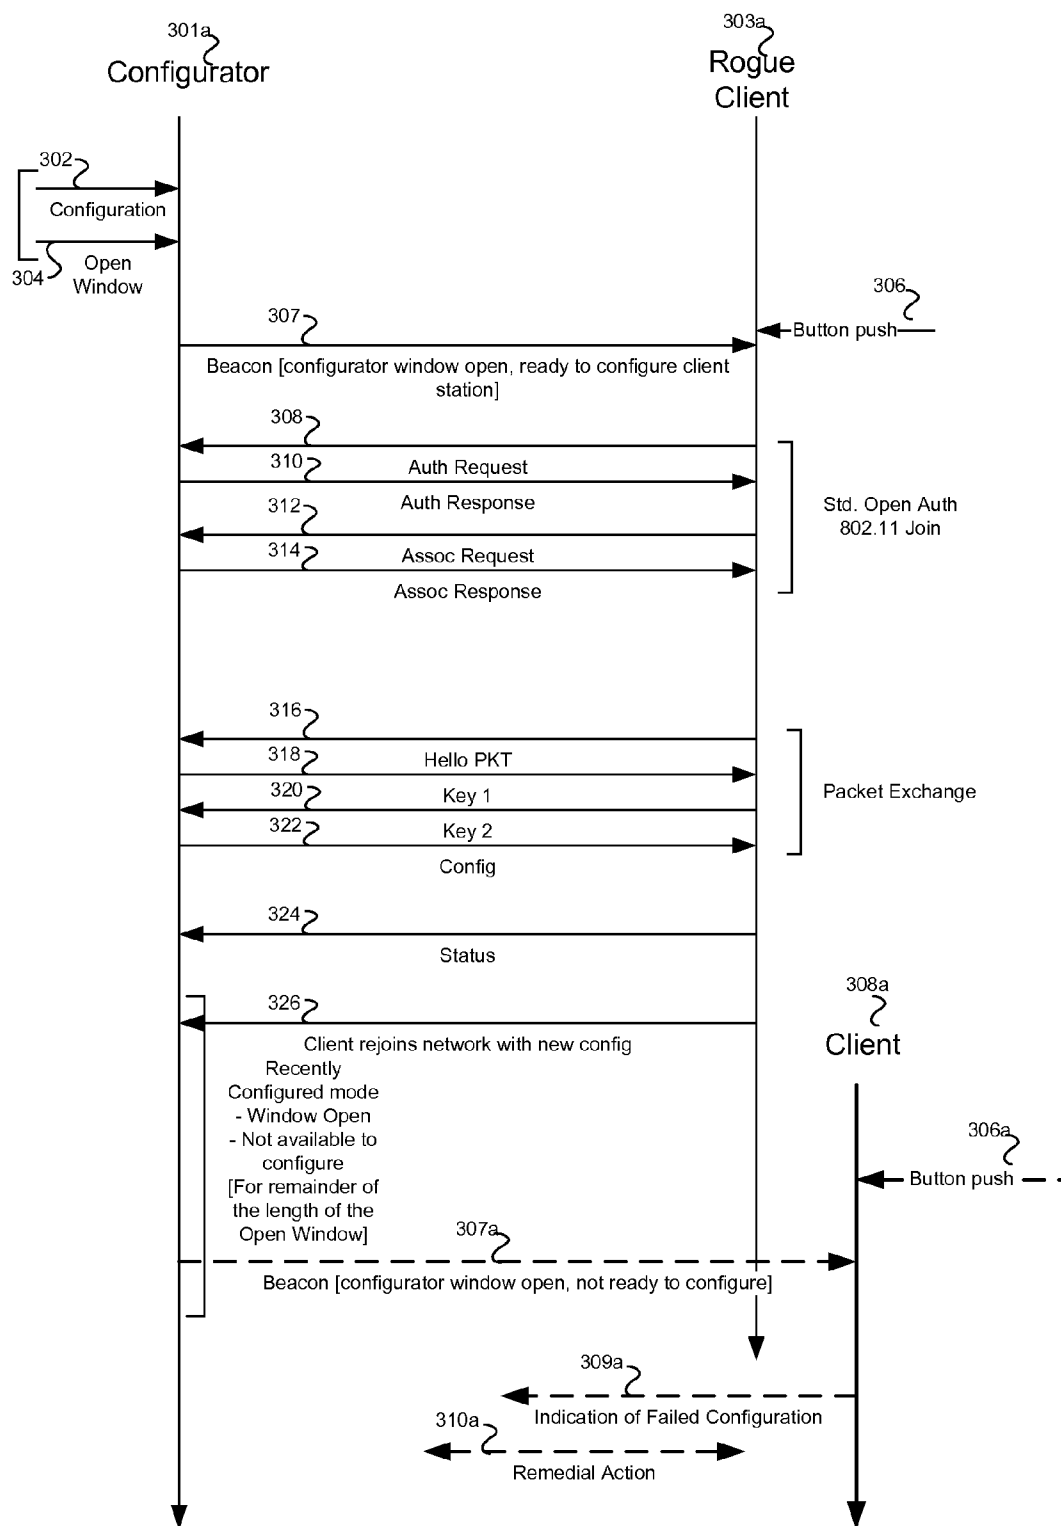 301a
Configurator
303a
Rogue
Client
302
Configuration
304
Open
Window
306
Button push
307
Beacon [configurator window open, ready to configure client
station]
308
Auth Request
310
Auth Response
312
Assoc Request
314
Assoc Response
Std. Open Auth
802.11 Join
316
Hello PKT
318
Key 1
320
Key 2
322
Config
Packet Exchange
324
Status
326
Client rejoins network with new config
308a
Client
Recently
Configured mode
- Window Open
- Not available to
configure
[For remainder of
the length of the
Open Window]
306a
Button push
307a
Beacon [configurator window open, not ready to configure]
309a
Indication of Failed Configuration
310a
Remedial Action